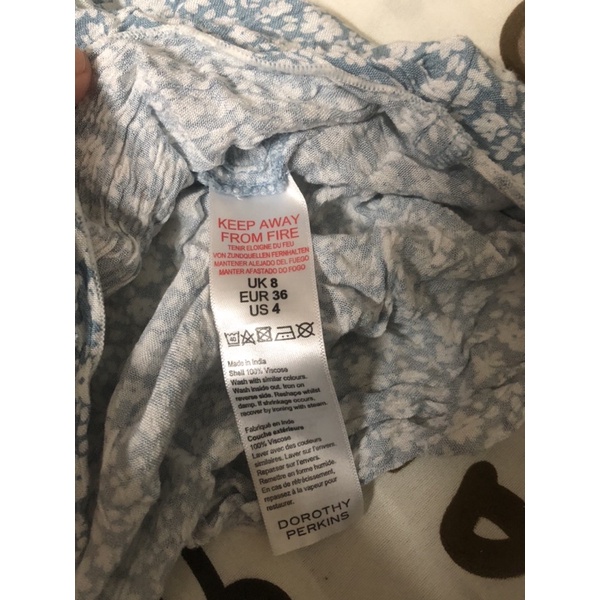 KEEP AWAY
FROM FIRE
TENIR ELOIGNE DU FEU
VON ZUNDQUELLEN FERNHALTEN
MANTENER ALEJADO DEL FUEGO
MANTER AFASTADO DO FOGO
UK 8
EUR 36
US 4
Made in India
Shell 100% Viscose
Wash with similar colours.
Wash inside out. Iron on
reverse side. Reshape whilst
damp. If shrinkage occurs,
recover by ironing with steam.
Fabriqué en Inde
Couche extérieure
100% Viscose
Laver avec des couleurs
similaires. Laver sur l'envers.
Repasser sur l'envers.
Remettre en forme humide.
En cas de rétrécissement,
repassez à la vapeur pour
restaurer.
DOROTHY
PERKINS